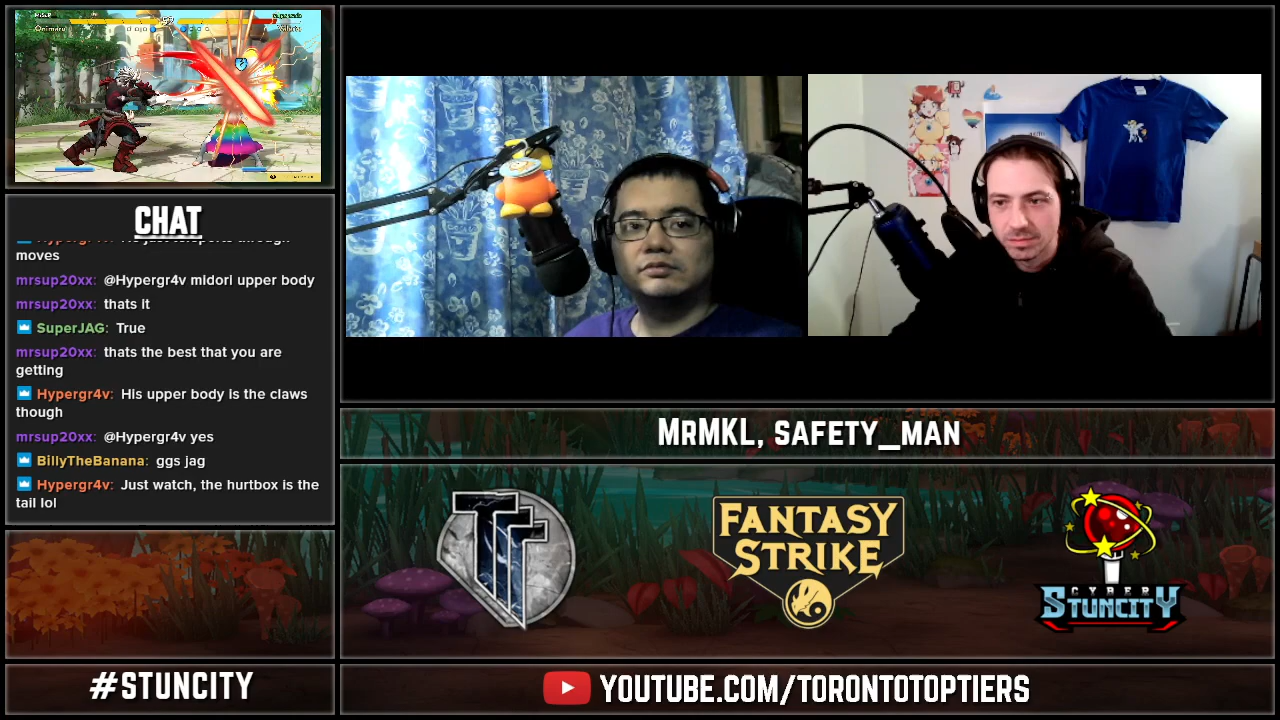 CHAT
moves
mrsup20xx: @Hypergr4v midori upper body
mrsup20xx: thats it
SuperJAG: True
mrsup20xx: thats the best that you are
getting
Hypergr4v: HIs upper body is the claws
though
mrsup20xx: @Hypergr4v yes
BillyTheBanana: ggs jag
Hypergr4v: Just watch, the hurtbox is the
tail lol
MrMKL, safety_man
TTT
FANTASY
STRIKE
CYBER
STUNCITY
#STUNCITY
YOUTUBE.COM/TORONTOTOPTIERS